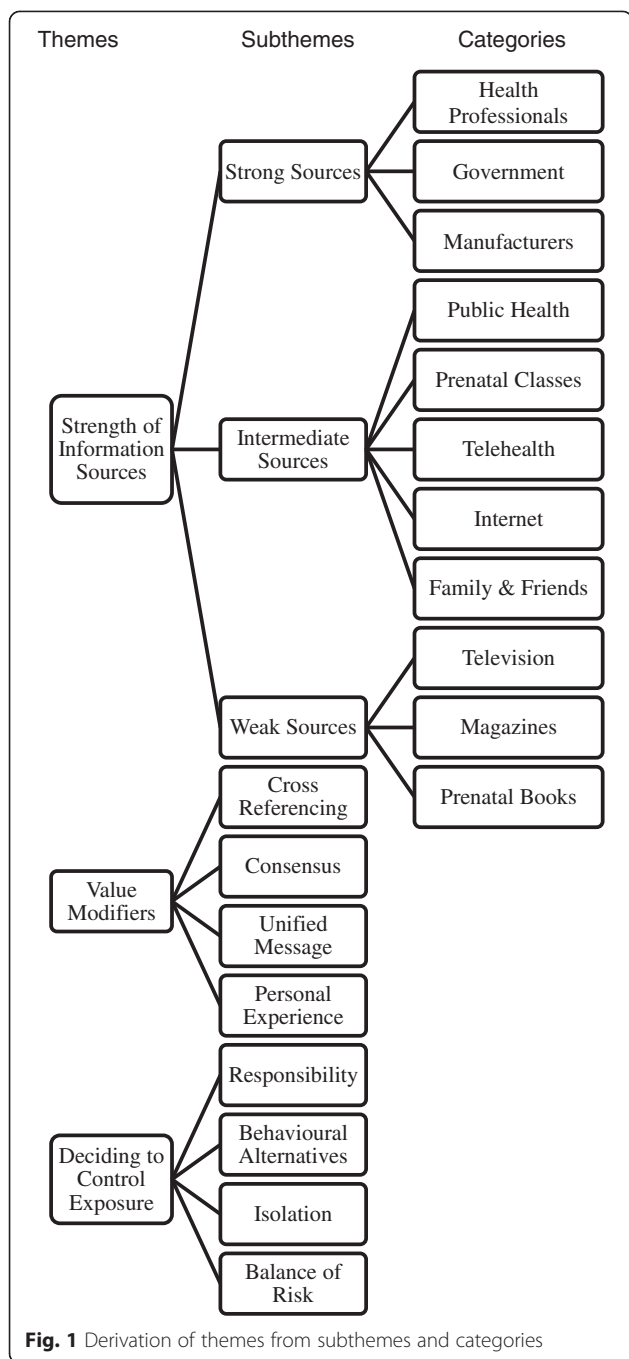 Themes Subthemes Categories
Health
Professionals
Strong Sources
Government
Manufacturers
Public Health
Prenatal Classes
Strength of
Information
Sources
Intermediate
Sources
Telehealth
Internet
Family & Friends
Television
Weak Sources
Magazines
Prenatal Books
Cross
Referencing
Value
Modifiers
Consensus
Unified
Message
Personal
Experience
Responsibility
Deciding to
Control
Exposure
Behavioural
Alternatives
Isolation
Balance of
Risk
Fig. 1 Derivation of themes from subthemes and categories